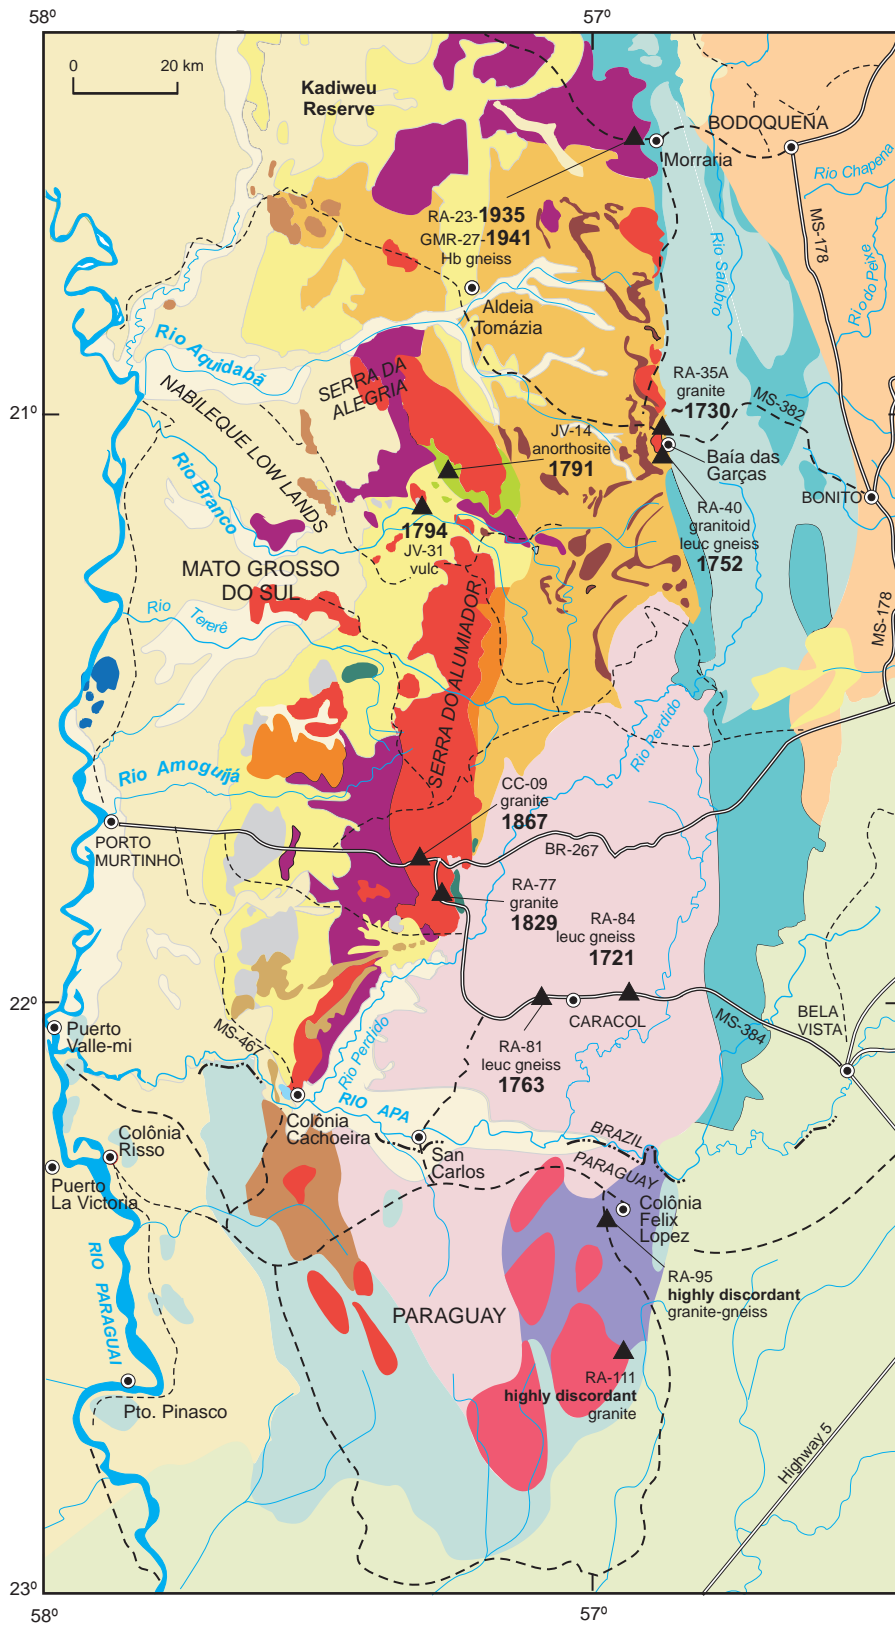 58º
57º
0
20 km
Kadiweu
Reserve
BODOQUENA
Morraria
Rio Chapena
RA-23-1935
GMR-27-1941
Hb gneiss
MS-178
Rio Salobro
Rio do Peixe
Aldeia
Tomázia
Rio Aquidabã
SERRA DA
ALEGRIA
RA-35A
granite
~1730
MS-382
21º
NABILEQUE LOW LANDS
JV-14
anorthosite
1791
Baía das
Garças
Rio Branco
BONITO
RA-40
granitoid
leuc gneiss
1752
1794
JV-31
vulc
MATO GROSSO
DO SUL
Rio
Tererê
MS-178
SERRA DO ALUMIADOR
Rio Perdido
Rio Amoguijá
CC-09
granite
1867
PORTO
MURTINHO
BR-267
RA-77
granite
1829
RA-84
leuc gneiss
1721
22º
CARACOL
BELA
VISTA
MS-384
Puerto
Valle-mi
MS-467
Rio Perdido
RA-81
leuc gneiss
1763
RIO APA
Colônia
Cachoeira
BRAZIL
PARAGUAY
Colônia
Risso
San
Carlos
Puerto
La Victoria
Colônia
Felix
Lopez
RIO PARAGUAI
RA-95
highly discordant
granite-gneiss
PARAGUAY
RA-111
highly discordant
granite
Pto. Pinasco
Highway 5
23º
58º
57º